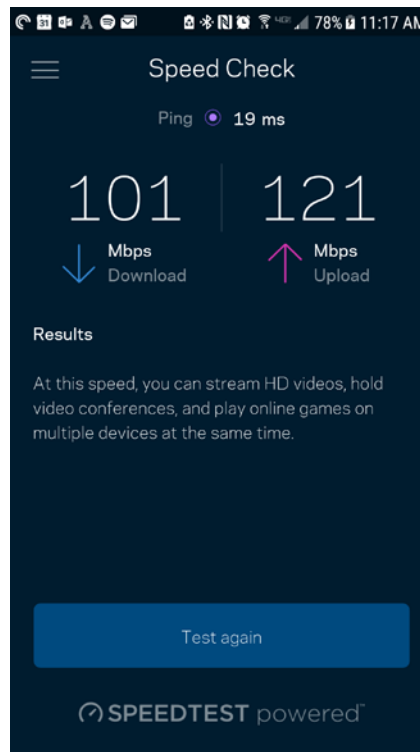 31 78% 11:17 AM
Speed Check
Ping 19 ms
101 121
Mbps Mbps
Download Upload
Results
At this speed, you can stream HD videos, hold
video conferences, and play online games on
multiple devices at the same time.
Test again
SPEEDTEST powered™